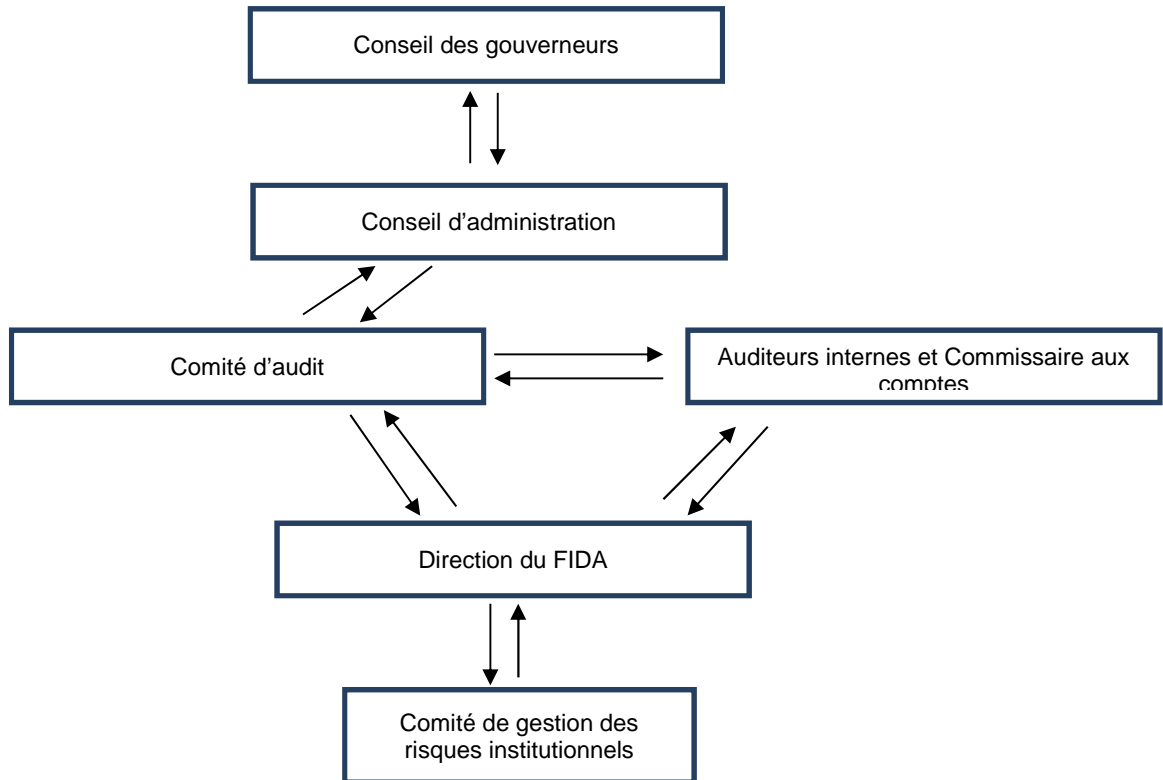 Conseil des gouverneurs
Conseil d’administration
Comité d’audit
Auditeurs internes et Commissaire aux
comptes
Direction du FIDA
Comité de gestion des
risques institutionnels